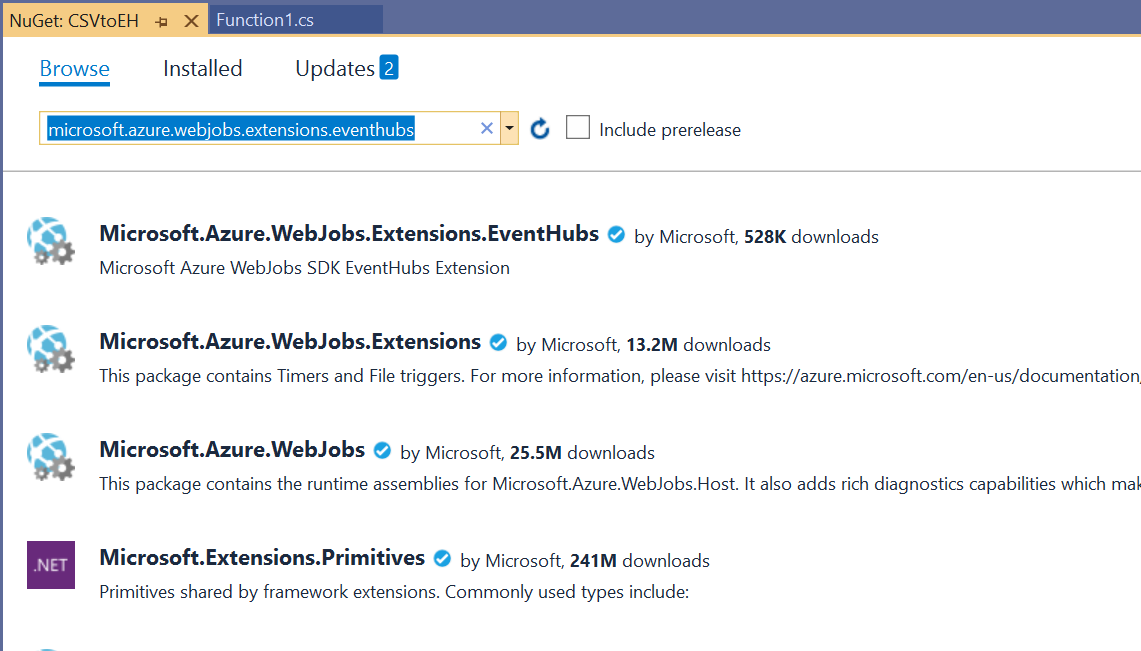 NuGet: CSVtoEH
Function1.cs
Browse Installed Updates 2
microsoft.azure.webjobs.extensions.eventhubs
Include prerelease
Microsoft.Azure.WebJobs.Extensions.EventHubs by Microsoft, 528K downloads
Microsoft Azure WebJobs SDK EventHubs Extension
Microsoft.Azure.WebJobs.Extensions by Microsoft, 13.2M downloads
This package contains Timers and File triggers. For more information, please visit https://azure.microsoft.com/en-us/documentation/
Microsoft.Azure.WebJobs by Microsoft, 25.5M downloads
This package contains the runtime assemblies for Microsoft.Azure.WebJobs.Host. It also adds rich diagnostics capabilities which mak
.NET
Microsoft.Extensions.Primitives by Microsoft, 241M downloads
Primitives shared by framework extensions. Commonly used types include: